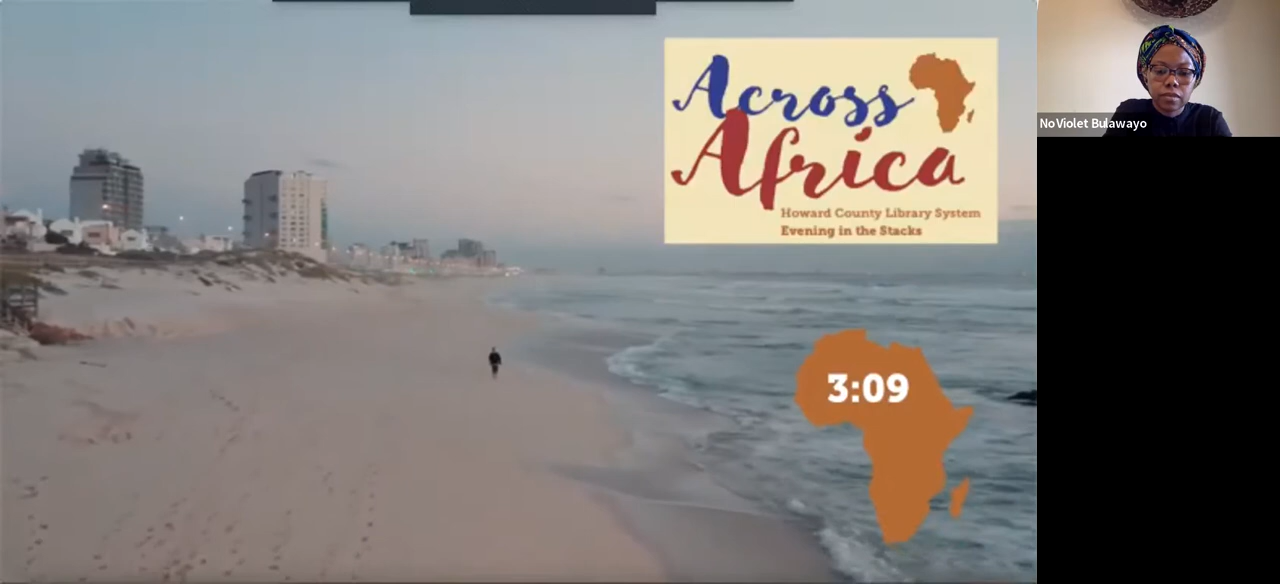 Across
Africa
Howard County Library System
Evening in the Stacks
3:09
NoViolet Bulawayo